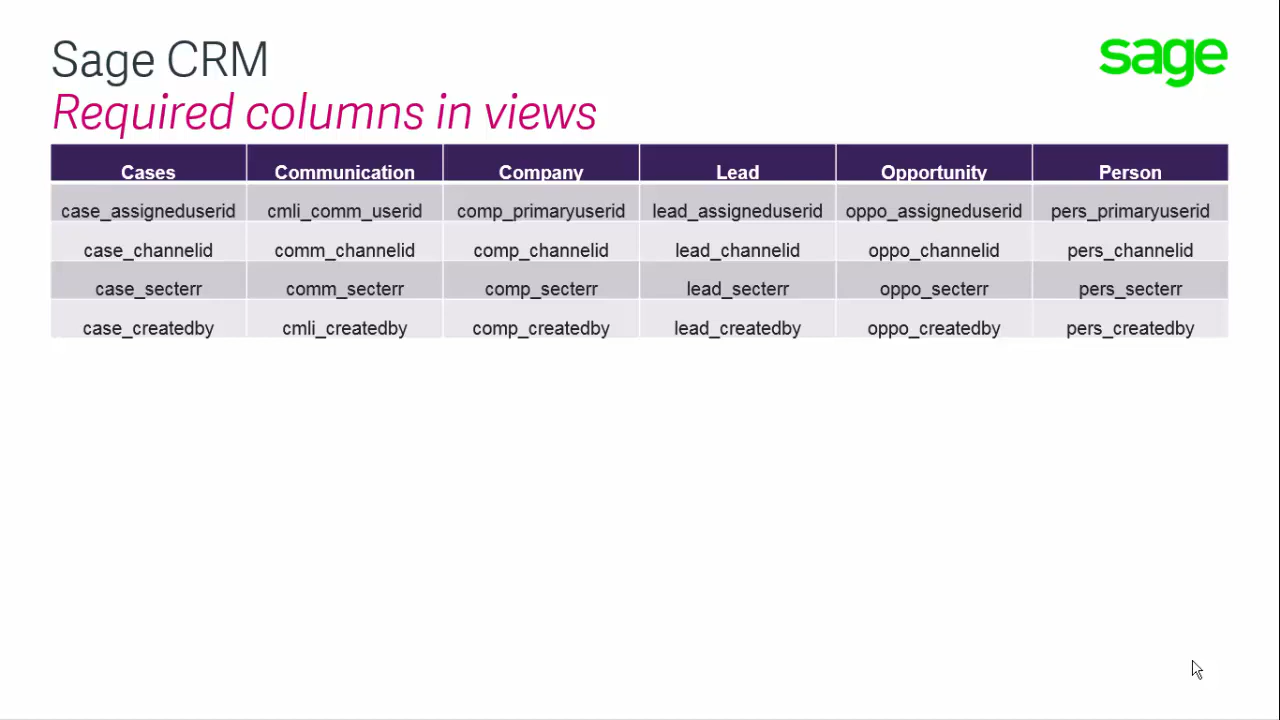 Sage CRM
sage
Required columns in views
Cases Communication Company Lead Opportunity Person
case_assigneduserid cmli_comm_userid comp_primaryuserid lead_assigneduserid oppo_assigneduserid pers_primaryuserid
case_channelid comm_channelid comp_channelid lead_channelid oppo_channelid pers_channelid
case_secterr comm_secterr comp_secterr lead_secterr oppo_secterr pers_secterr
case_createdby cmli_createdby comp_createdby lead_createdby oppo_createdby pers_createdby